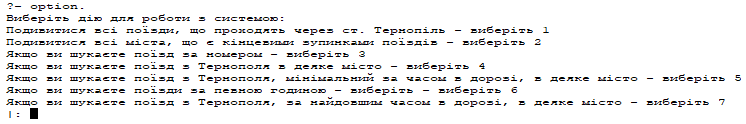 ?- option.
Виберіть дію для роботи з системою:
Подивитися всі поїзди, що проходять через ст. Тернопіль - виберіть 1
Подивитися всі міста, що є кінцевими зупинками поїздів - виберіть 2
Якщо ви шукаєте поїзд за номером - виберіть 3
Якщо ви шукаєте поїзд з Тернополя в деяке місто - виберіть 4
Якщо ви шукаєте поїзд з Тернополя, мінімальний за часом в дорозі, в деяке місто - виберіть 5
Якщо ви шукаєте поїзди за певною годиною - виберіть - виберіть 6
Якщо ви шукаєте поїзд з Тернополя, за найдовшим часом в дорозі, в деяке місто - виберіть 7
|: